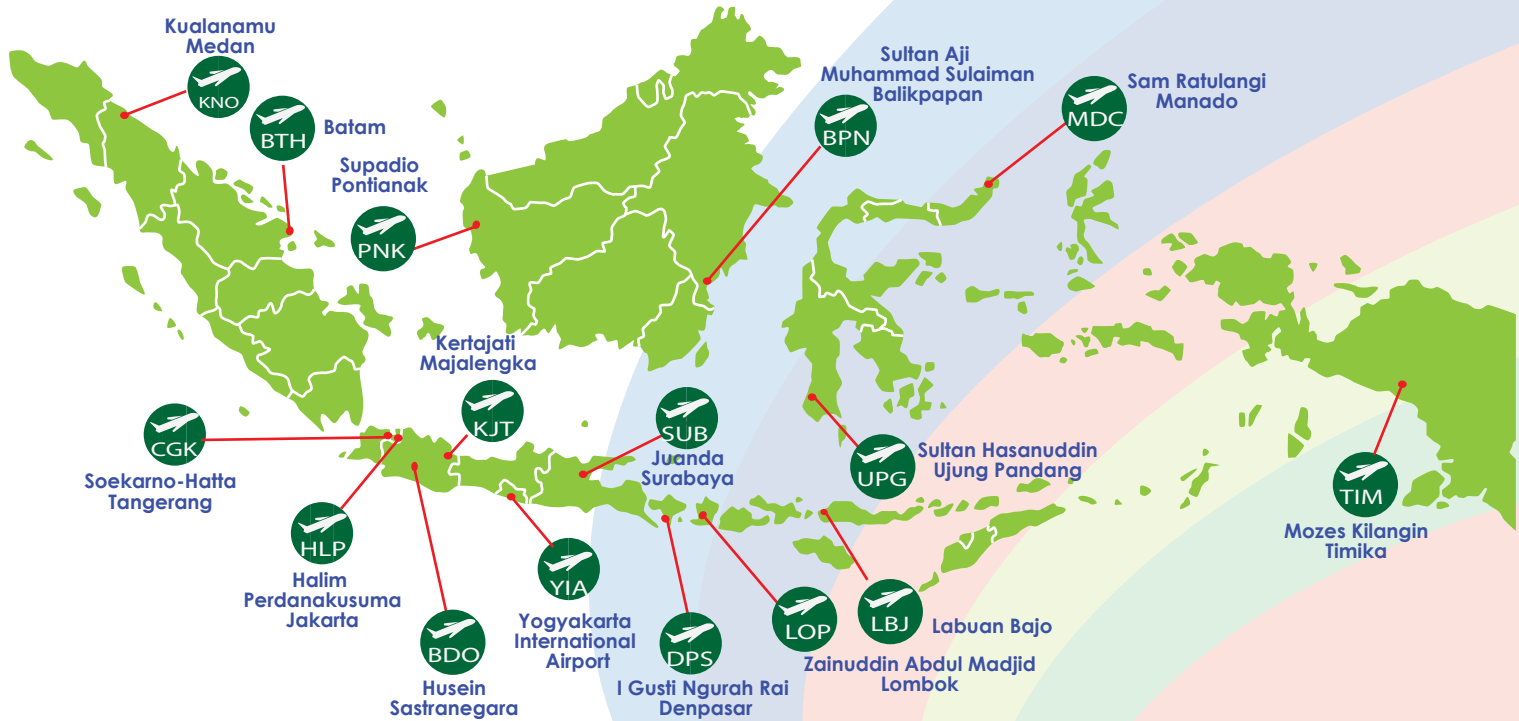 Kualanamu
Medan
KNO
BTH
Batam
Supadio
Pontianak
PNK
Sultan Aji
Muhammad Sulaiman
Balikpapan
BPN
MDC
Sam Ratulangi
Manado
Kertajati
Majalengka
KJT
CGK
Soekarno-Hatta
Tangerang
SUB
Juanda
Surabaya
UPG
Sultan Hasanuddin
Ujung Pandang
TIM
Mozes Kilangin
Timika
HLP
Halim
Perdanakusuma
Jakarta
BDO
Husein
Sastranegara
YIA
Yogyakarta
International
Airport
DPS
I Gusti Ngurah Rai
Denpasar
LOP
Zainuddin Abdul Madjid
Lombok
LBJ
Labuan Bajo